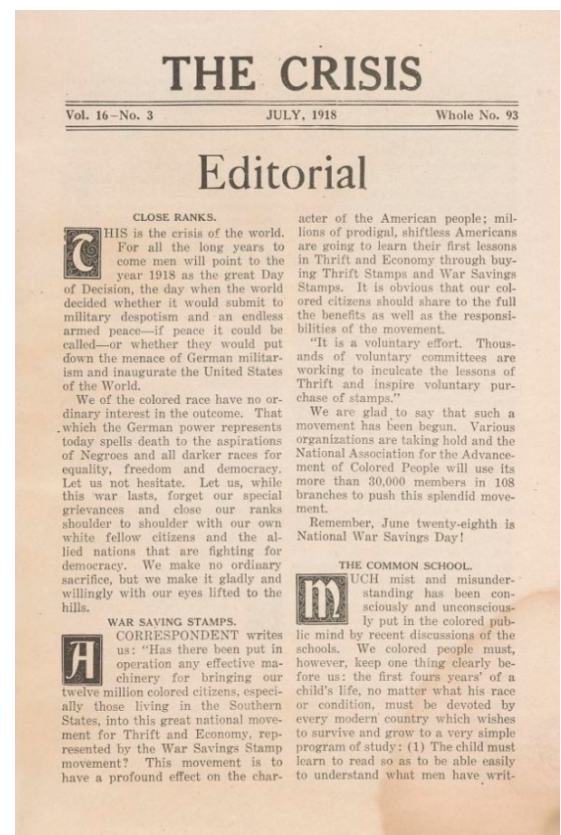 THE CRISIS
Vol. 16-No. 3 JULY, 1918 Whole No. 93
Editorial
CLOSE RANKS.
THIS is the crisis of the world.
For all the long years to
come men will point to the
year 1918 as the great Day
of Decision, the day when the world
decided whether it would submit to
military despotism and an endless
armed peace—if peace it could be
called—or whether they would put
down the menace of German militar-
ism and inaugurate the United States
of the World.
We of the colored race have no or-
dinary interest in the outcome. That
which the German power represents
today spells death to the aspirations
of Negroes and all darker races for
equality, freedom and democracy.
Let us not hesitate. Let us, while
this war lasts, forget our special
grievances and close our ranks
shoulder to shoulder with our own
white fellow citizens and the al-
lied nations that are fighting for
democracy. We make no ordinary
sacrifice, but we make it gladly and
willingly with our eyes lifted to the
hills.
WAR SAVING STAMPS.
A CORRESPONDENT writes
us: "Has there been put in
operation any effective ma-
chinery for bringing our
twelve million colored citizens, especi-
ally those living in the Southern
States, into this great national move-
ment for Thrift and Economy, rep-
resented by the War Savings Stamp
movement? This movement is to
have a profound effect on the char-
acter of the American people; mil-
lions of prodigal, shiftless Americans
are going to learn their first lessons
in Thrift and Economy through buy-
ing Thrift Stamps and War Savings
Stamps. It is obvious that our col-
ored citizens should share to the full
the benefits as well as the responsi-
bilities of the movement.
"It is a voluntary effort. Thous-
ands of voluntary committees are
working to inculcate the lessons of
Thrift and inspire voluntary pur-
chase of stamps."
We are glad to say that such a
movement has been begun. Various
organizations are taking hold and the
National Association for the Advance-
ment of Colored People will use its
more than 30,000 members in 108
branches to push this splendid move-
ment.
Remember, June twenty-eighth is
National War Savings Day!
THE COMMON SCHOOL.
MUCH mist and misunder-
standing has been con-
sciously and unconscious-
ly put in the colored pub-
lic mind by recent discussions of the
schools. We colored people must,
however, keep one thing clearly be-
fore us: the first fours years' of a
child's life, no matter what his race
or condition, must be devoted by
every modern country which wishes
to survive and grow to a very simple
program of study: (1) The child must
learn to read so as to be able easily
to understand what men have writ-